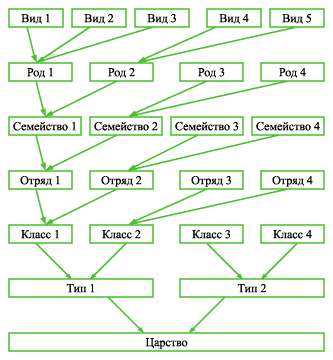 Вид 1 Вид 2 Вид 3 Вид 4 Вид 5
Род 1 Род 2 Род 3 Род 4
Семейство 1 Семейство 2 Семейство 3 Семейство 4
Отряд 1 Отряд 2 Отряд 3 Отряд 4
Класс 1 Класс 2 Класс 3 Класс 4
Тип 1 Тип 2
Царство